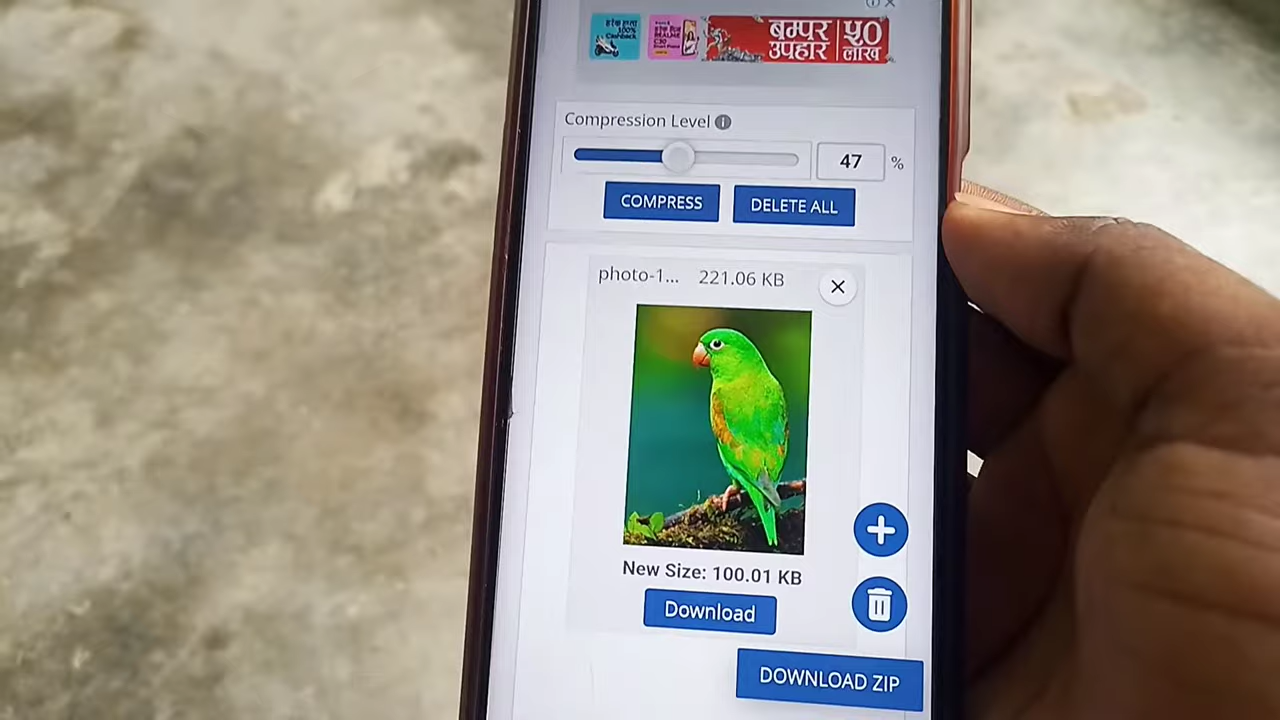 बम्पर
उपहार
५०
लाख
Compression Level
47 %
COMPRESS
DELETE ALL
photo-1... 221.06 KB
New Size: 100.01 KB
Download
DOWNLOAD ZIP